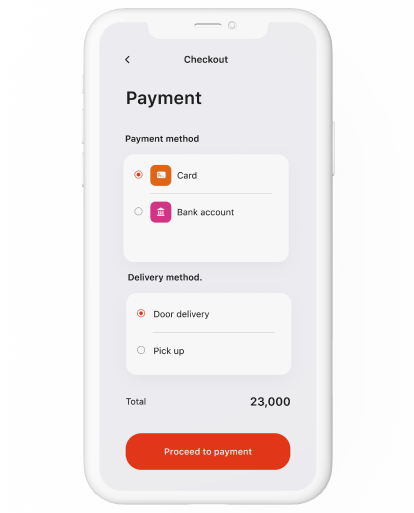 Checkout
Payment
Payment method
Card
Bank account
Delivery method.
Door delivery
Pick up
Total 23,000
Proceed to payment